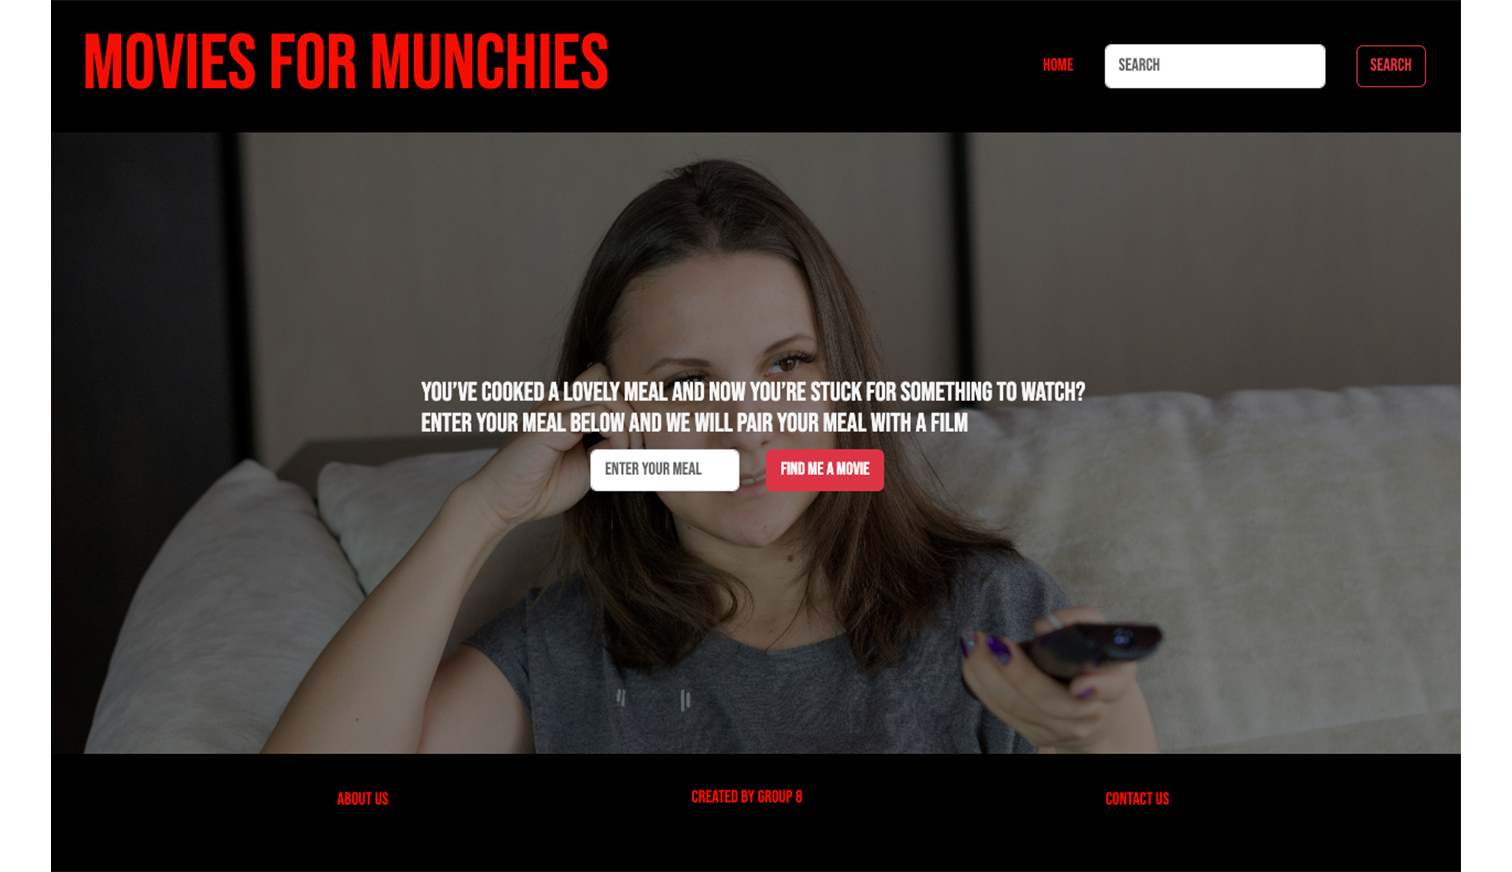 MOVIES FOR MUNCHIES
HOME
SEARCH
SEARCH
YOU'VE COOKED A LOVELY MEAL AND NOW YOU'RE STUCK FOR SOMETHING TO WATCH?
ENTER YOUR MEAL BELOW AND WE WILL PAIR YOUR MEAL WITH A FILM
ENTER YOUR MEAL
FIND ME A MOVIE
ABOUT US
CREATED BY GROUP 8
CONTACT US